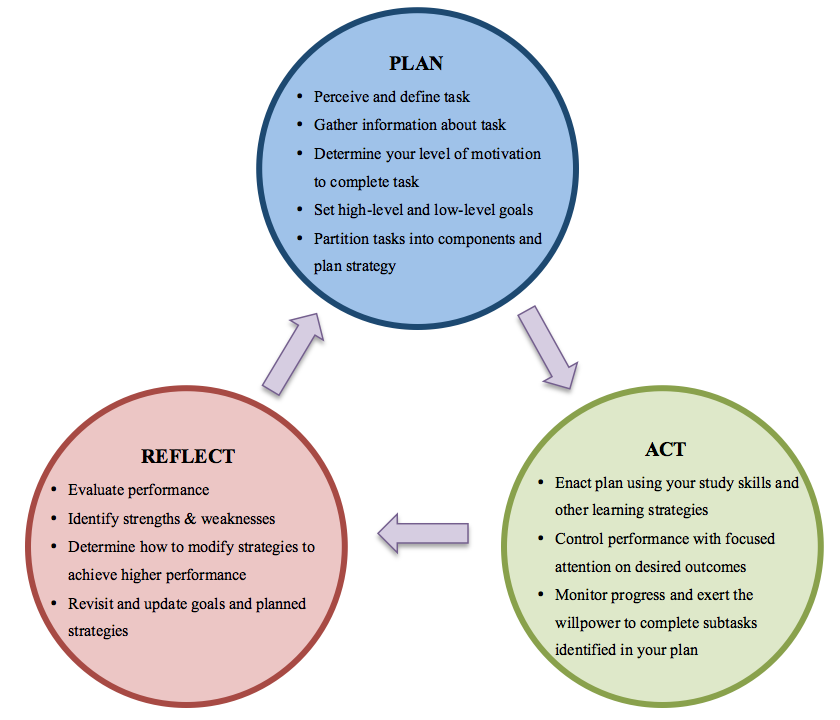 PLAN
• Perceive and define task
• Gather information about task
• Determine your level of motivation
to complete task
• Set high-level and low-level goals
• Partition tasks into components and
plan strategy
REFLECT
• Evaluate performance
• Identify strengths & weaknesses
• Determine how to modify strategies to
achieve higher performance
• Revisit and update goals and planned
strategies
ACT
• Enact plan using your study skills and
other learning strategies
• Control performance with focused
attention on desired outcomes
• Monitor progress and exert the
willpower to complete subtasks
identified in your plan